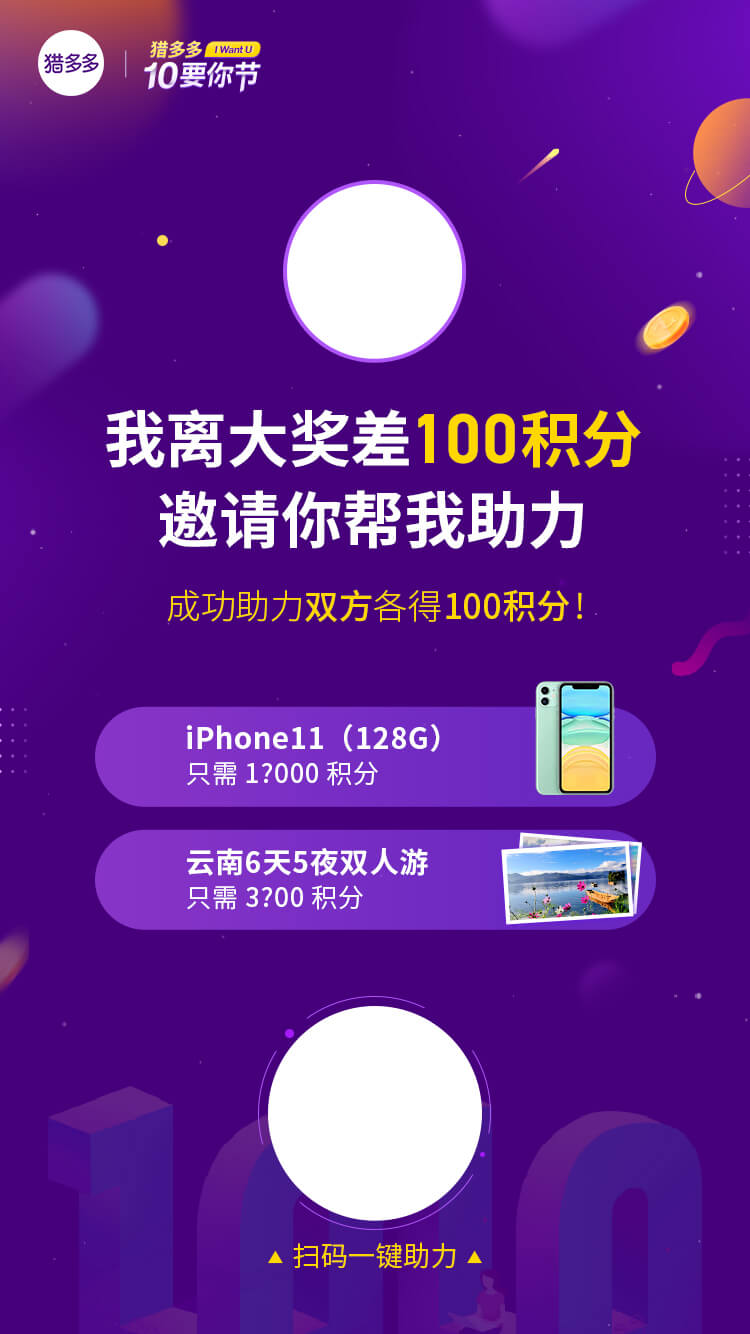 猎多多
猎多多 I Want U
10要你节
我离大奖差100积分
邀请你帮我助力
成功助力双方各得100积分！
iPhone11（128G）
只需 1?000 积分
云南6天5夜双人游
只需 3?00 积分
▲ 扫码一键助力 ▲
1010